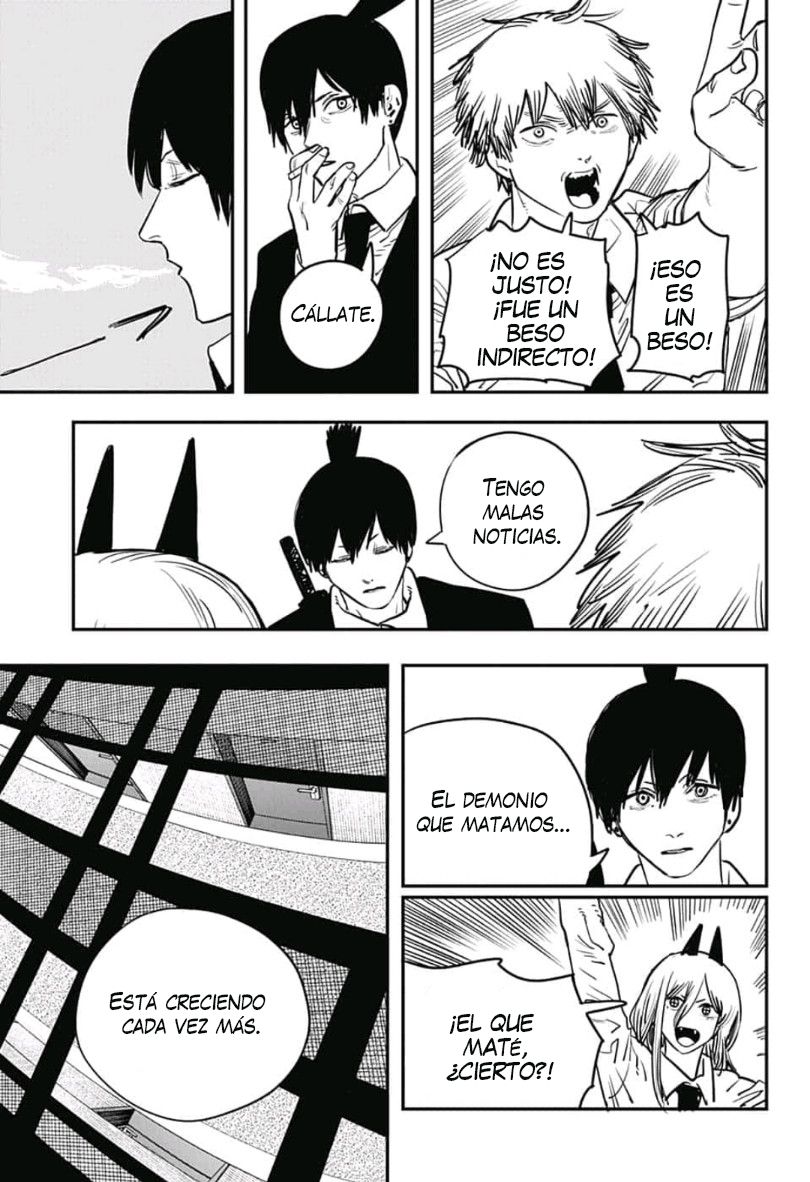 ¡ESO
ES
UN
BESO!
¡NO ES
JUSTO!
¡FUE UN
BESO
INDIRECTO!
CÁLLATE.
TENGO
MALAS
NOTICIAS.
EL DEMONIO
QUE MATAMOS...
¡EL QUE
MATÉ,
¿CIERTO?!
ESTÁ CRECIENDO
CADA VEZ MÁS.